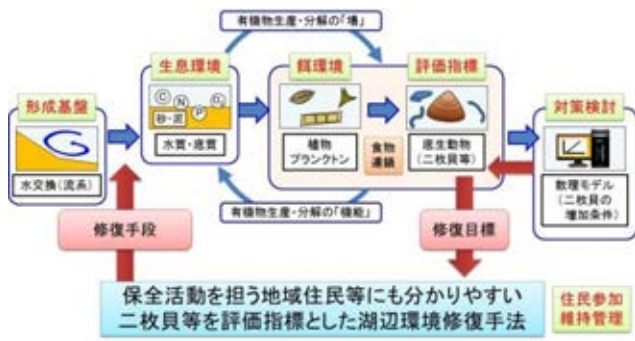 有機物生産・分解の「場」
生息環境
餌環境
評価指標
形成基盤
対策検討
C
N
P
O₂
砂・泥
水質・底質
植物
プランクトン
食物
連鎖
底生動物
(二枚貝等)
水交換(流系)
数理モデル
(二枚貝の
増加条件)
有機物生産・分解の「機能」
修復手段
修復目標
保全活動を担う地域住民等にも分かりやすい
二枚貝等を評価指標とした湖辺環境修復手法
住民参加
維持管理